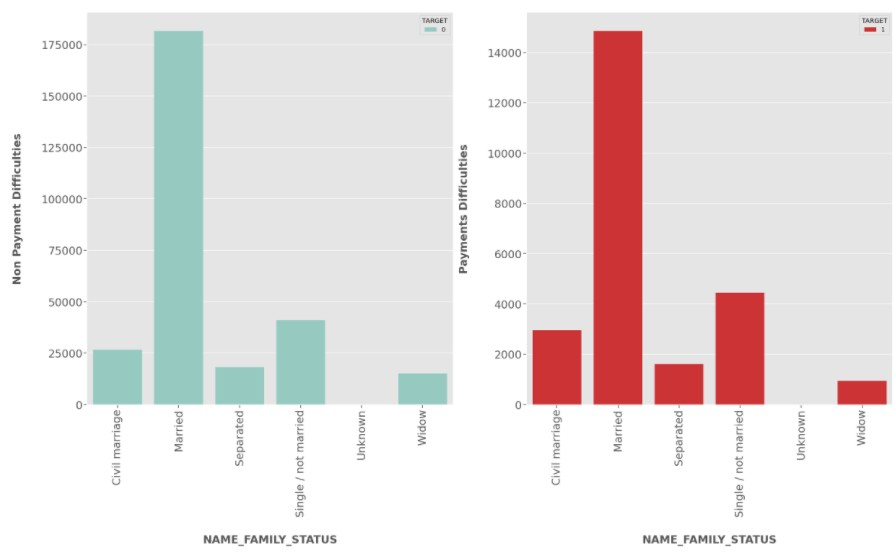 Non Payment Difficulties
175000
150000
125000
100000
75000
50000
25000
0
TARGET
0
Civil marriage
Married
Separated
Single / not married
Unknown
Widow
NAME_FAMILY_STATUS
Payments Difficulties
14000
12000
10000
8000
6000
4000
2000
0
TARGET
1
Civil marriage
Married
Separated
Single / not married
Unknown
Widow
NAME_FAMILY_STATUS